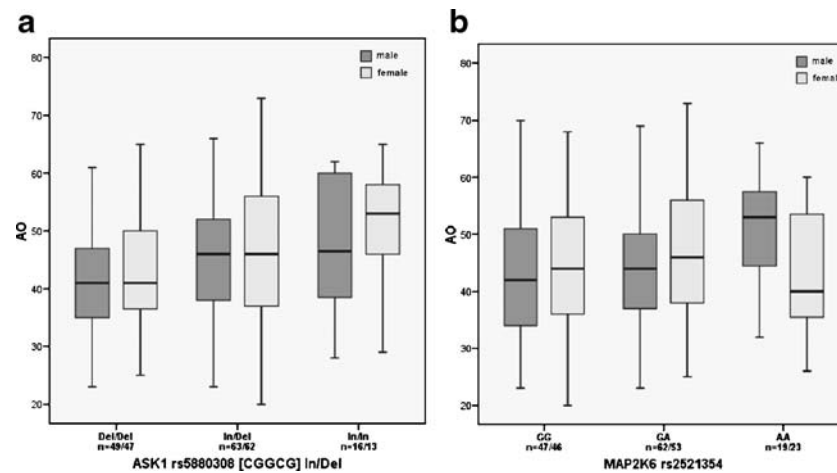 a
male
female
80
70
60
50
40
30
20
AO
Del/Del
n=49/47
In/Del
n=63/62
In/In
n=16/13
ASK1 rs5880308 [CGGCG] In/Del
b
male
femal
80
70
60
50
40
30
20
AO
GG
n=47/46
GA
n=62/53
AA
n=19/23
MAP2K6 rs2521354